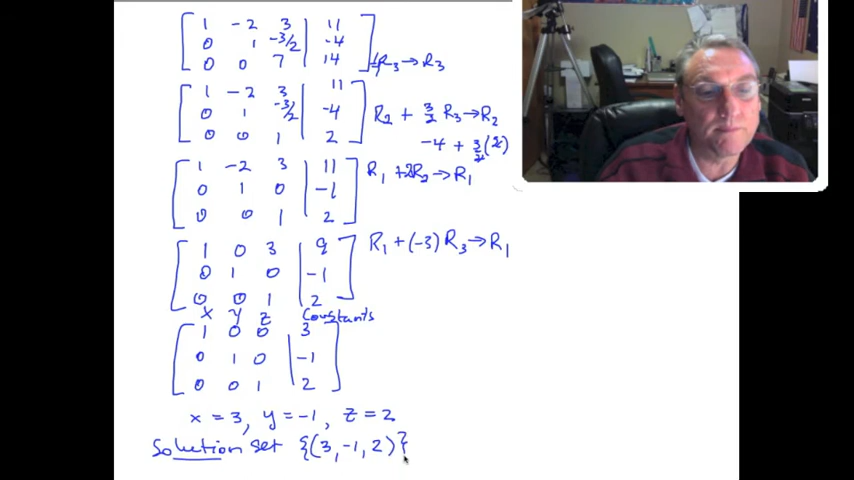 1 -2 3 | 11
0 1 -3/2 | -4
0 0 7 | 14 R3→R3
1 -2 3 | 11
0 1 -3/2 | -4 R2 + 3/2 R3→R2
0 0 1 | 2 -4 + 3/2(2)
1 -2 3 | 11 R1 +2R2→R1
0 1 0 | -1
0 0 1 | 2
1 0 3 | 9 R1 +(-3) R3→R1
0 1 0 | -1
0 0 1 | 2
X Y Z Constants
1 0 0 | 3
0 1 0 | -1
0 0 1 | 2
x = 3, y = -1, z = 2
Solution set {(3, -1, 2)}